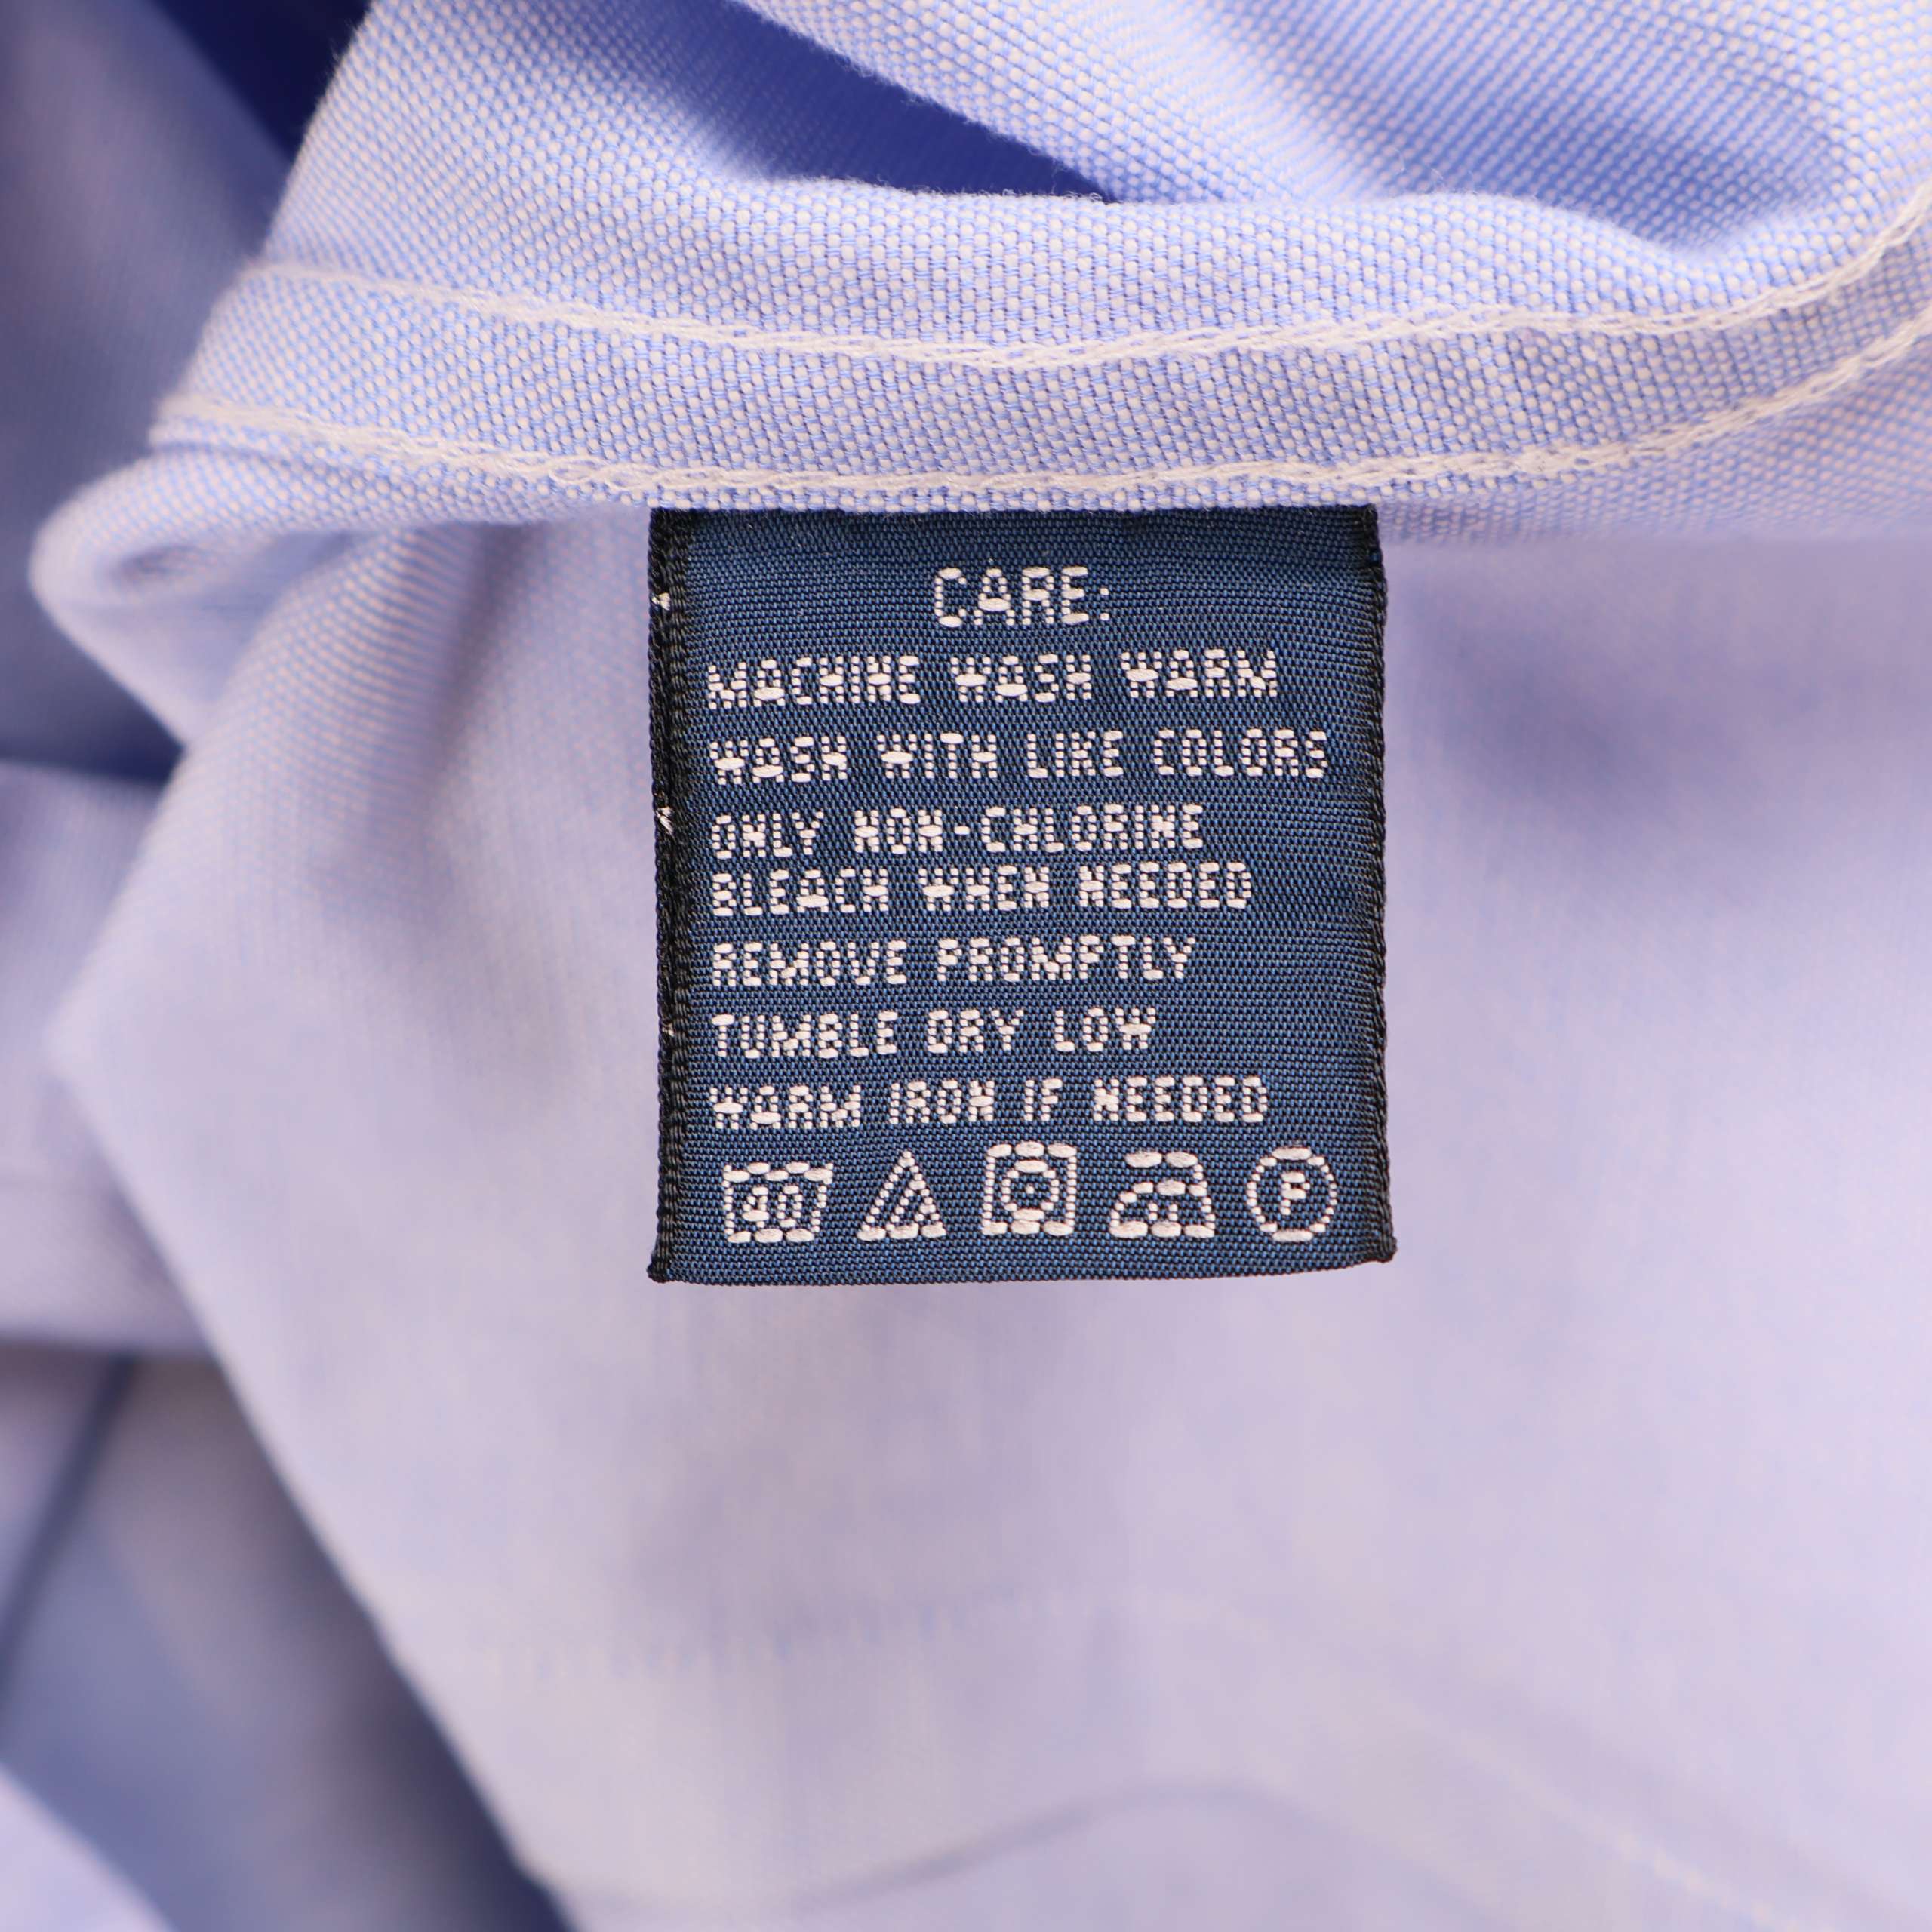 CARE:
MACHINE WASH WARM
WASH WITH LIKE COLORS
ONLY NON-CHLORINE
BLEACH WHEN NEEDED
REMOVE PROMPTLY
TUMBLE DRY LOW
WARM IRON IF NEEDED
40 P